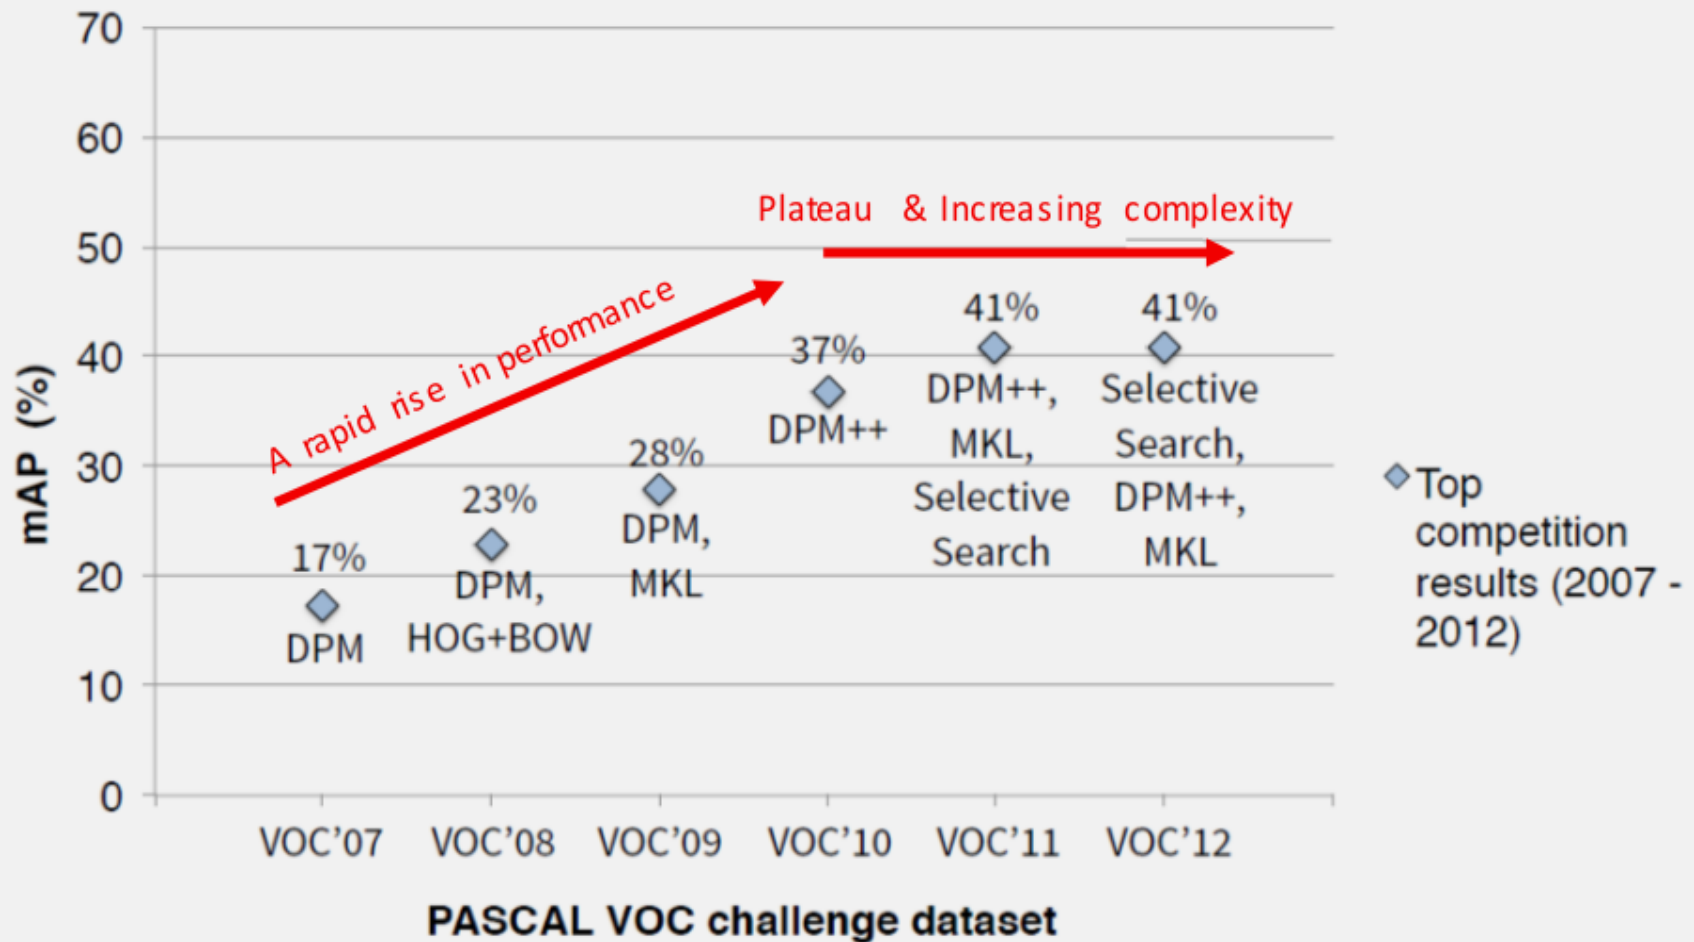 70
60
50
40
30
20
10
0
mAP (%)
A rapid rise in performance
Plateau & Increasing complexity
17%
DPM
23%
DPM,
HOG+BOW
28%
DPM,
MKL
37%
DPM++
41%
DPM++,
MKL,
Selective
Search
41%
Selective
Search,
DPM++,
MKL
Top
competition
results (2007 -
2012)
VOC’07
VOC’08
VOC’09
VOC’10
VOC’11
VOC’12
PASCAL VOC challenge dataset